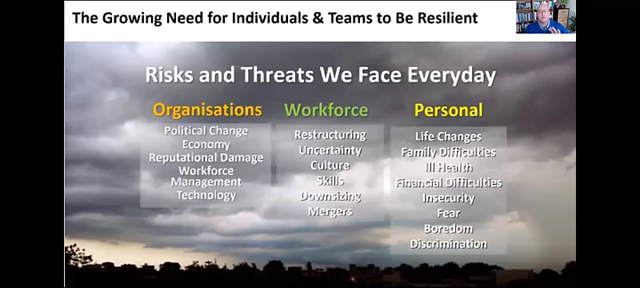 The Growing Need for Individuals & Teams to Be Resilient
Risks and Threats We Face Everyday
Organisations
Political Change
Economy
Reputational Damage
Workforce
Management
Technology
Workforce
Restructuring
Uncertainty
Culture
Skills
Downsizing
Mergers
Personal
Life Changes
Family Difficulties
Ill Health
Financial Difficulties
Insecurity
Fear
Boredom
Discrimination